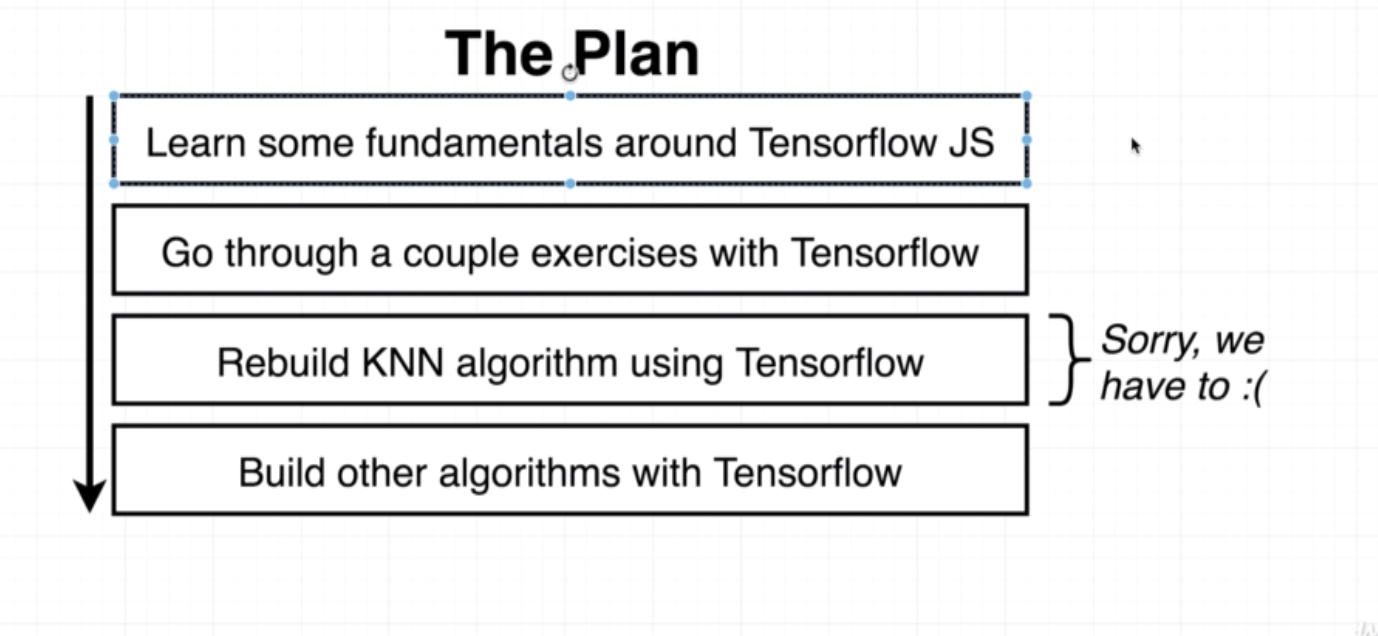 The Plan
Learn some fundamentals around Tensorflow JS
Go through a couple exercises with Tensorflow
Rebuild KNN algorithm using Tensorflow
Sorry, we
have to :(
Build other algorithms with Tensorflow